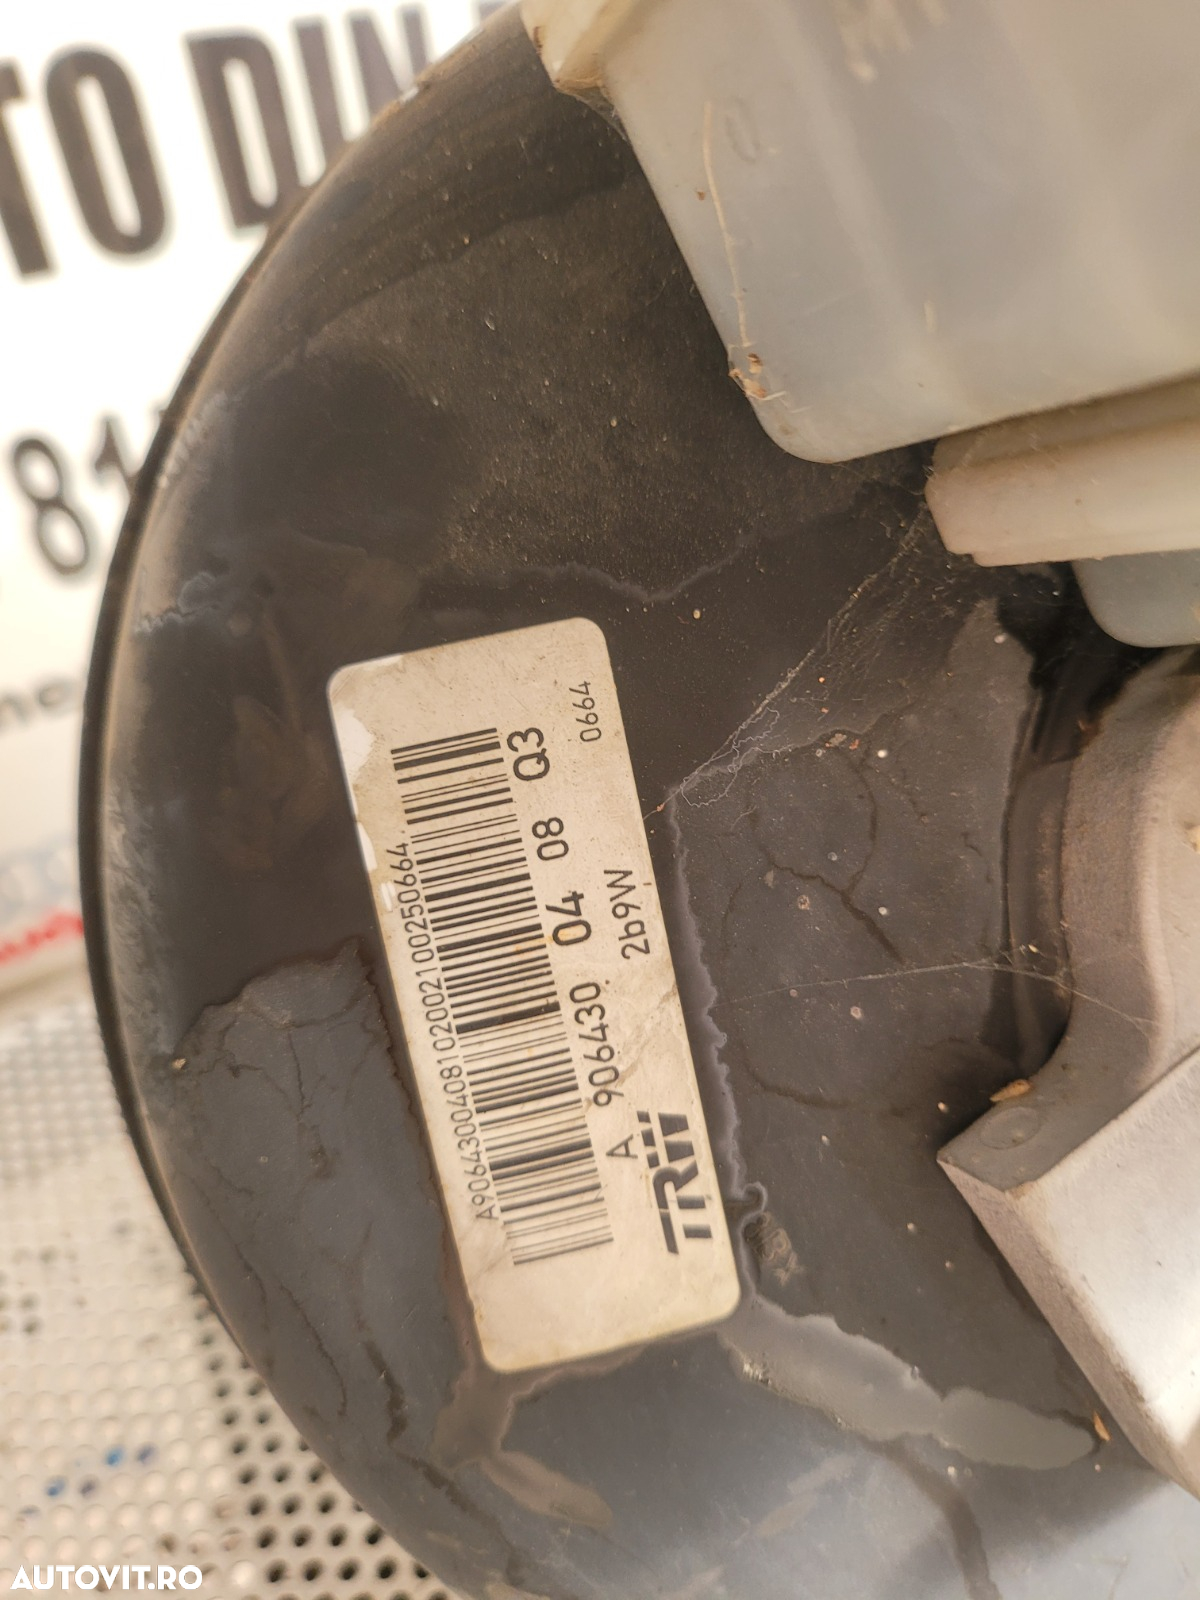 TO DIN
81
A9064300408102002100250664
A 906430 04 08 Q3
TRW
2b9W
0664
AUTOVIT.RO